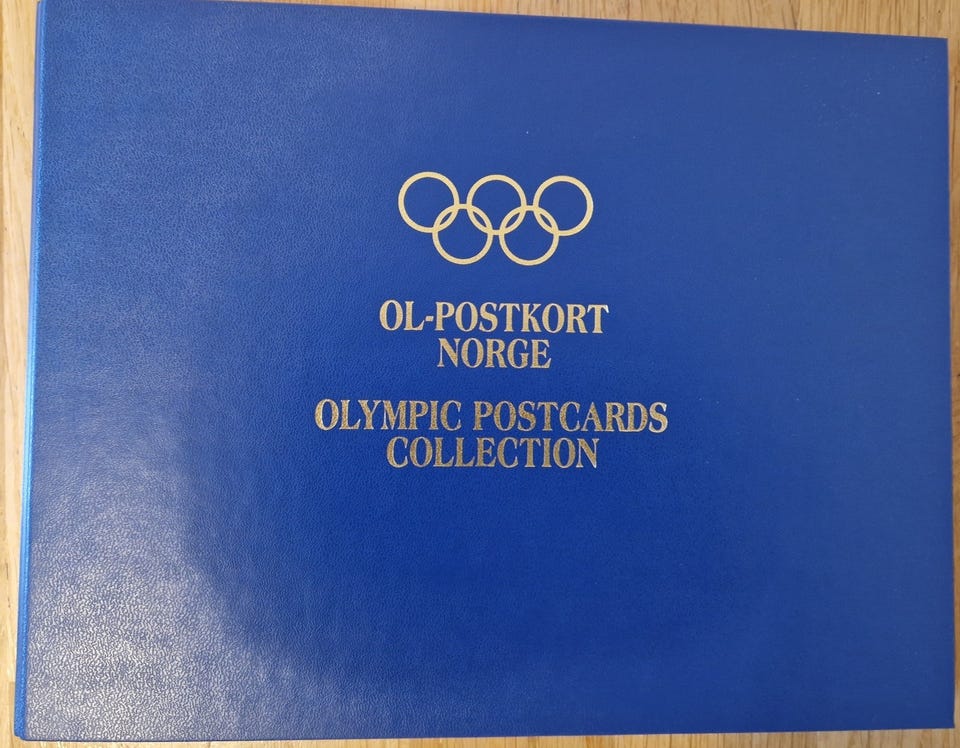 OL-POSTKORT
NORGE
OLYMPIC POSTCARDS
COLLECTION